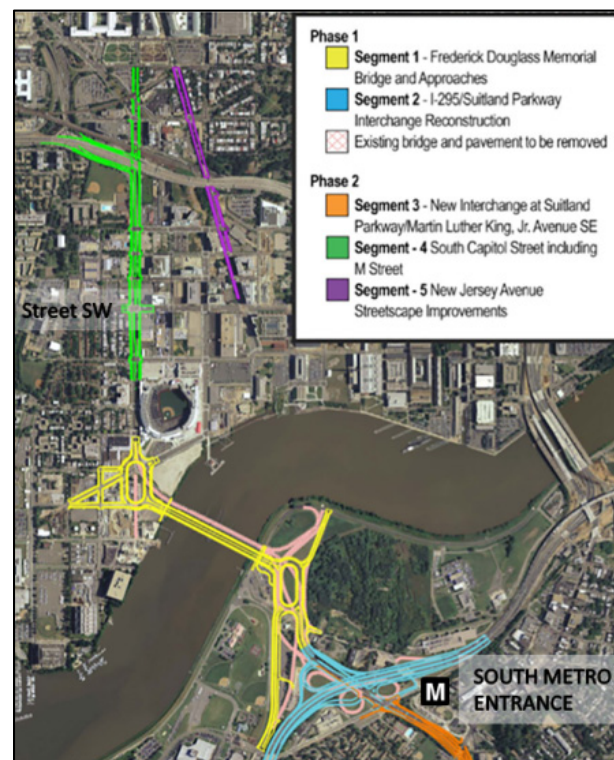 Phase 1
Segment 1 - Frederick Douglass Memorial
Bridge and Approaches
Segment 2 - I-295/Suitland Parkway
Interchange Reconstruction
Existing bridge and pavement to be removed
Phase 2
Segment 3 - New Interchange at Suitland
Parkway/Martin Luther King, Jr. Avenue SE
Segment - 4 South Capitol Street including
M Street
Segment - 5 New Jersey Avenue
Streetscape Improvements
Street SW
M
SOUTH METRO
ENTRANCE